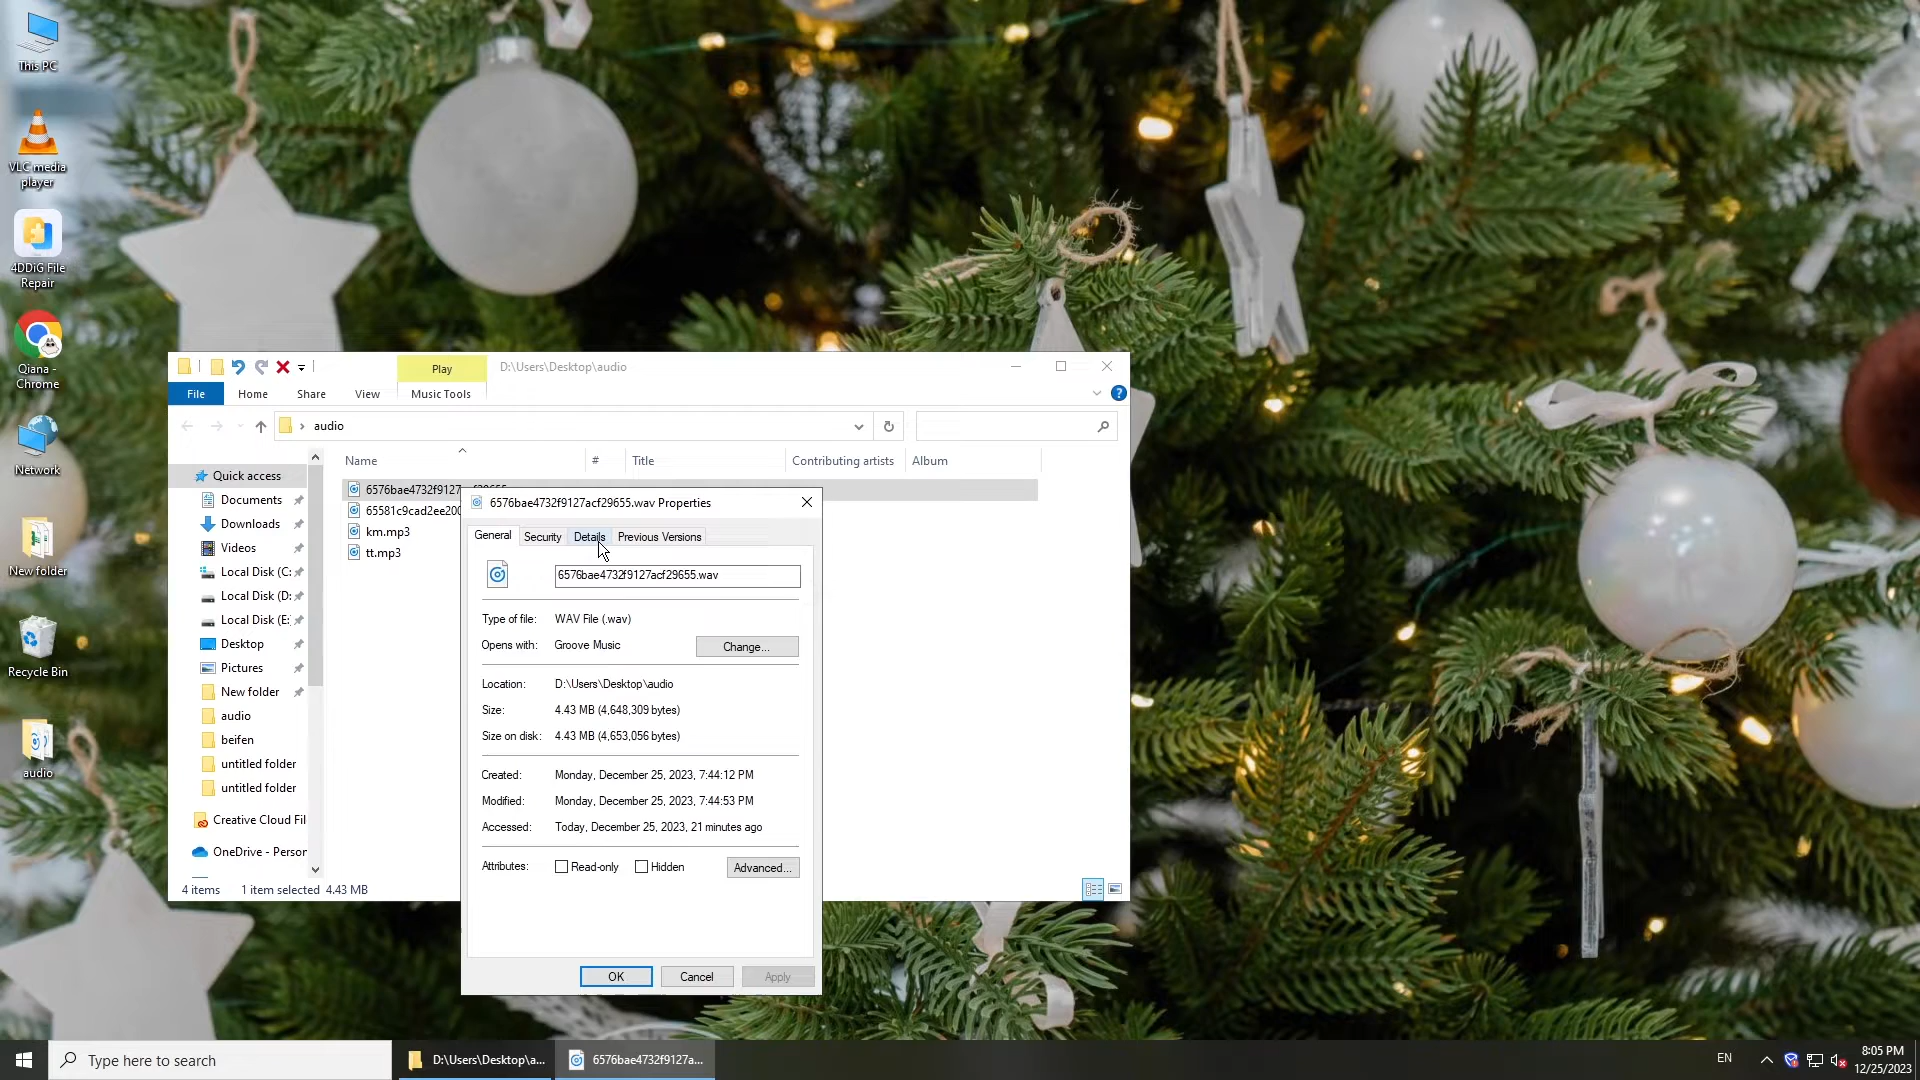 This PC
VLC media
player
4DDiG File
Repair
Qiana -
Chrome
Network
New folder
Recycle Bin
audio
Play
D:\Users\Desktop\audio
File
Home
Share
View
Music Tools
?
audio
Name
#
Title
Contributing artists
Album
Quick access
Documents
Downloads
Videos
Local Disk (C:
Local Disk (D:
Local Disk (E:
Desktop
Pictures
New folder
audio
beifen
untitled folder
untitled folder
Creative Cloud Fil
OneDrive - Person
65581c9cad2ee200
km.mp3
tt.mp3
4 items
1 item selected 4.43 MB
6576bae4732f9127acf29655.wav Properties
General
Security
Details
Previous Versions
6576bae4732f9127acf29655.wav
Type of file: WAV File (.wav)
Opens with: Groove Music
Change...
Location: D:\Users\Desktop\audio
Size: 4.43 MB (4,648,309 bytes)
Size on disk: 4.43 MB (4,653,056 bytes)
Created: Monday, December 25, 2023, 7:44:12 PM
Modified: Monday, December 25, 2023, 7:44:53 PM
Accessed: Today, December 25, 2023, 21 minutes ago
Attributes: Read-only Hidden
Advanced...
OK
Cancel
Apply
Type here to search
D:\Users\Desktop\a...
6576bae4732f9127a...
EN
8:05 PM
12/25/2023